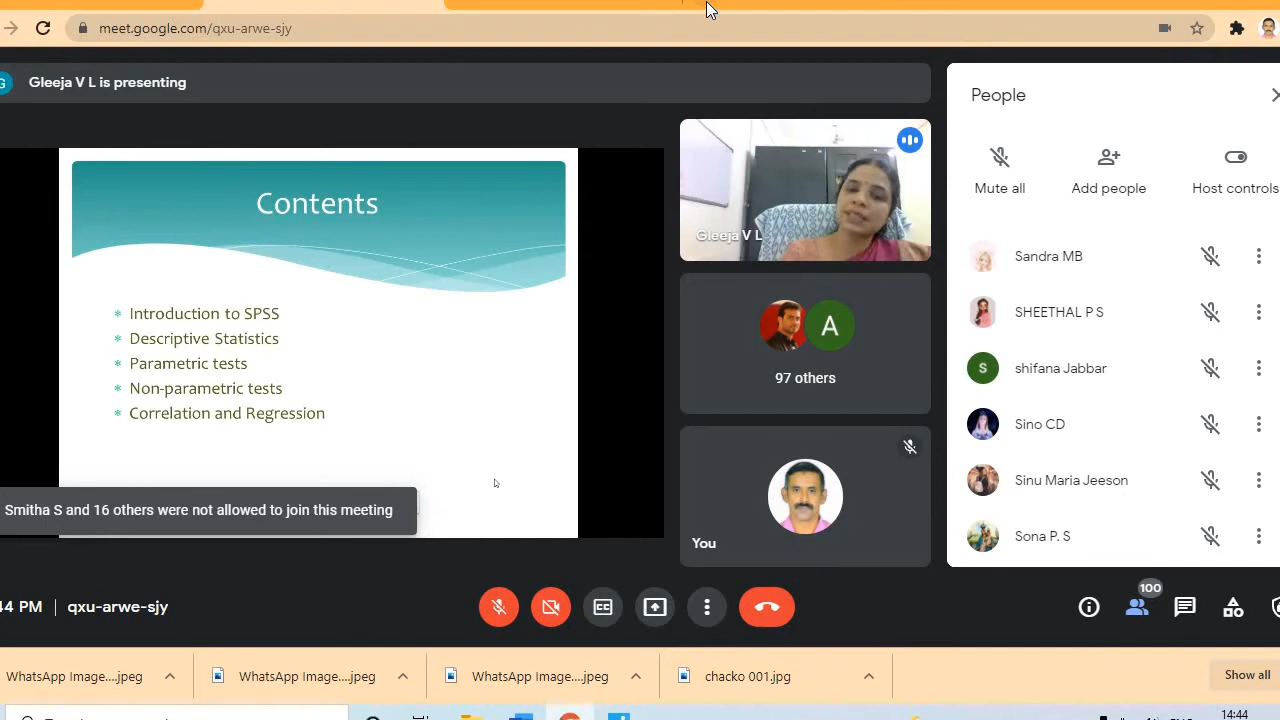 meet.google.com/qxu-arwe-sjy
G
Gleeja V L is presenting
Contents
Introduction to SPSS
Descriptive Statistics
Parametric tests
Non-parametric tests
Correlation and Regression
Smitha S and 16 others were not allowed to join this meeting
Gleeja V L
A
97 others
You
People
Mute all
Add people
Host controls
Sandra MB
SHEETHAL P S
S
shifana Jabbar
Sino CD
Sinu Maria Jeeson
Sona P. S
44 PM
qxu-arwe-sjy
100
WhatsApp Image....jpeg
WhatsApp Image....jpeg
WhatsApp Image....jpeg
chacko 001.jpg
Show all
14:44